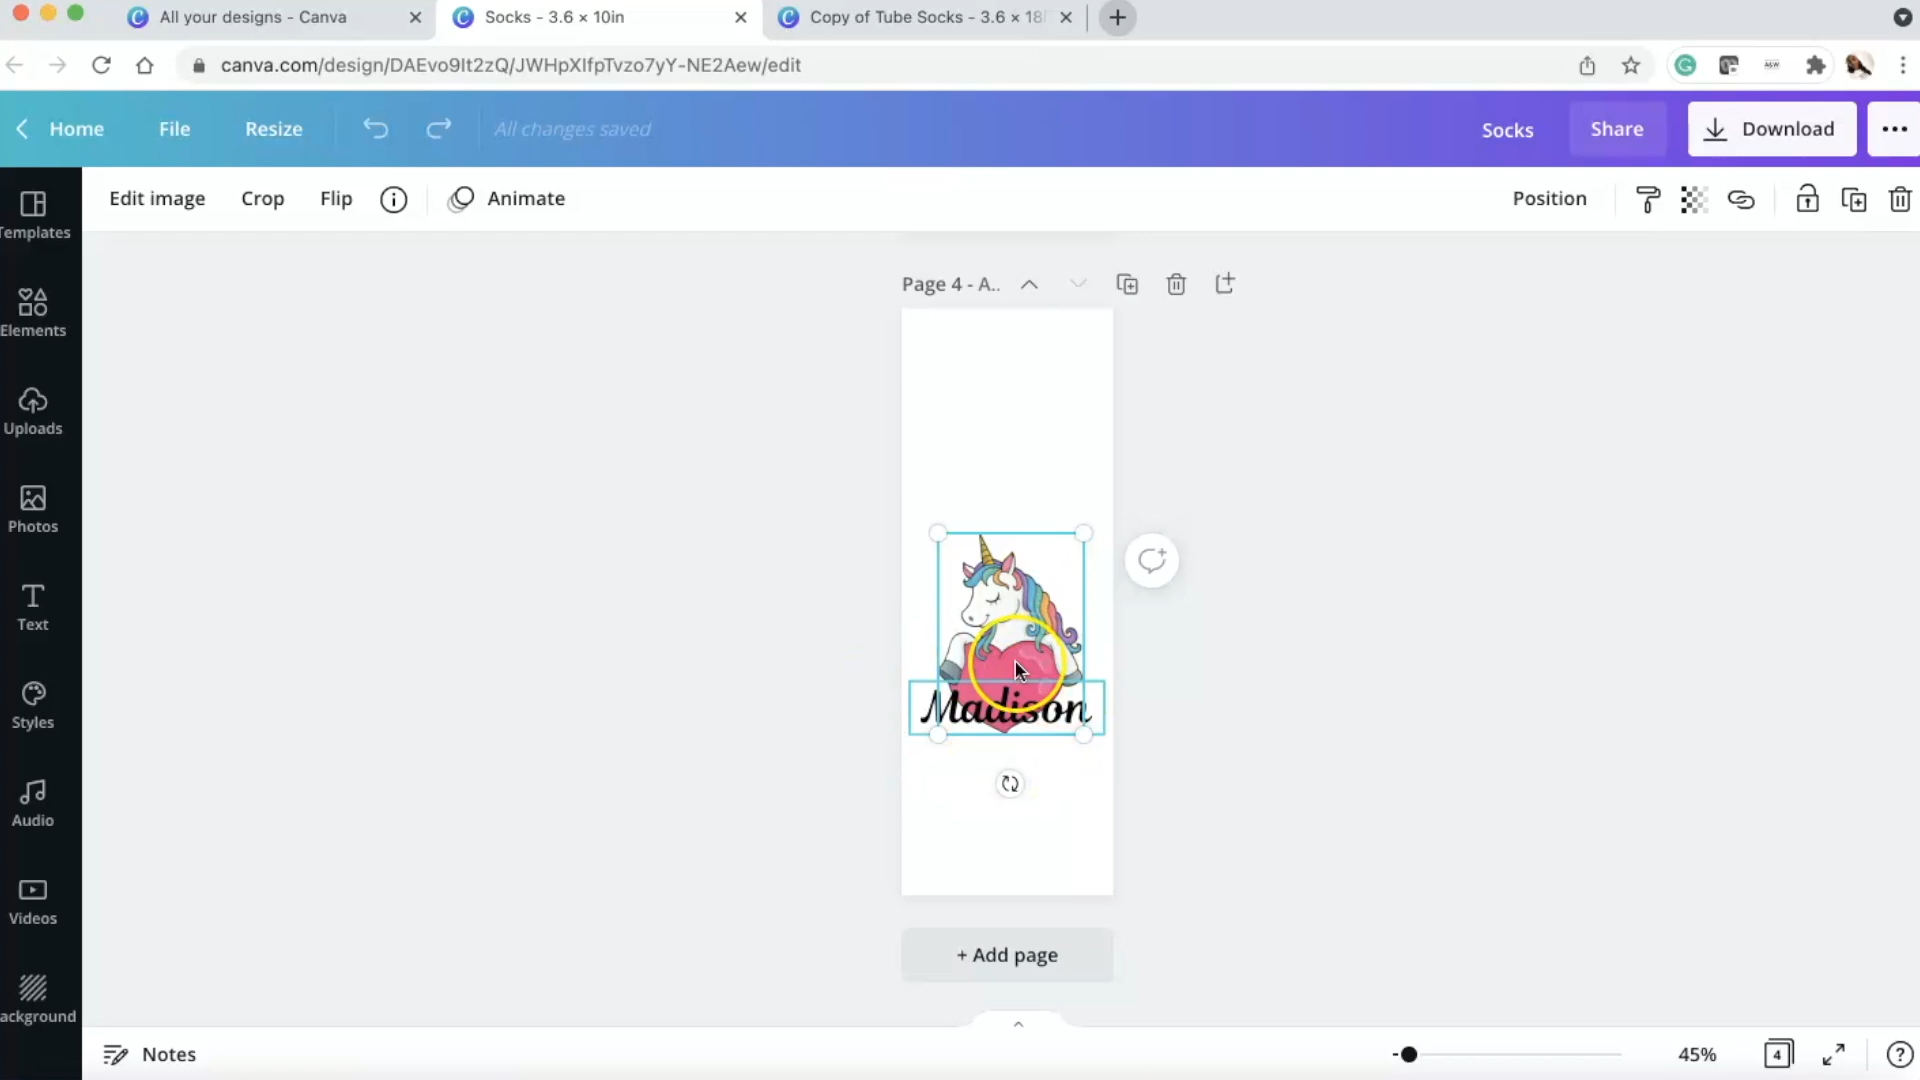 All your designs - Canva
Socks - 3.6 × 10in
Copy of Tube Socks - 3.6 × 18i
canva.com/design/DAEvo9It2zQ/JWHpXIfpTvzo7yY-NE2Aew/edit
Home
File
Resize
All changes saved
Socks
Share
Download
Edit image
Crop
Flip
Animate
Position
Templates
Elements
Uploads
Photos
Text
Styles
Audio
Videos
ackground
Page 4 - A..
Madison
+ Add page
Notes
45%
4
?